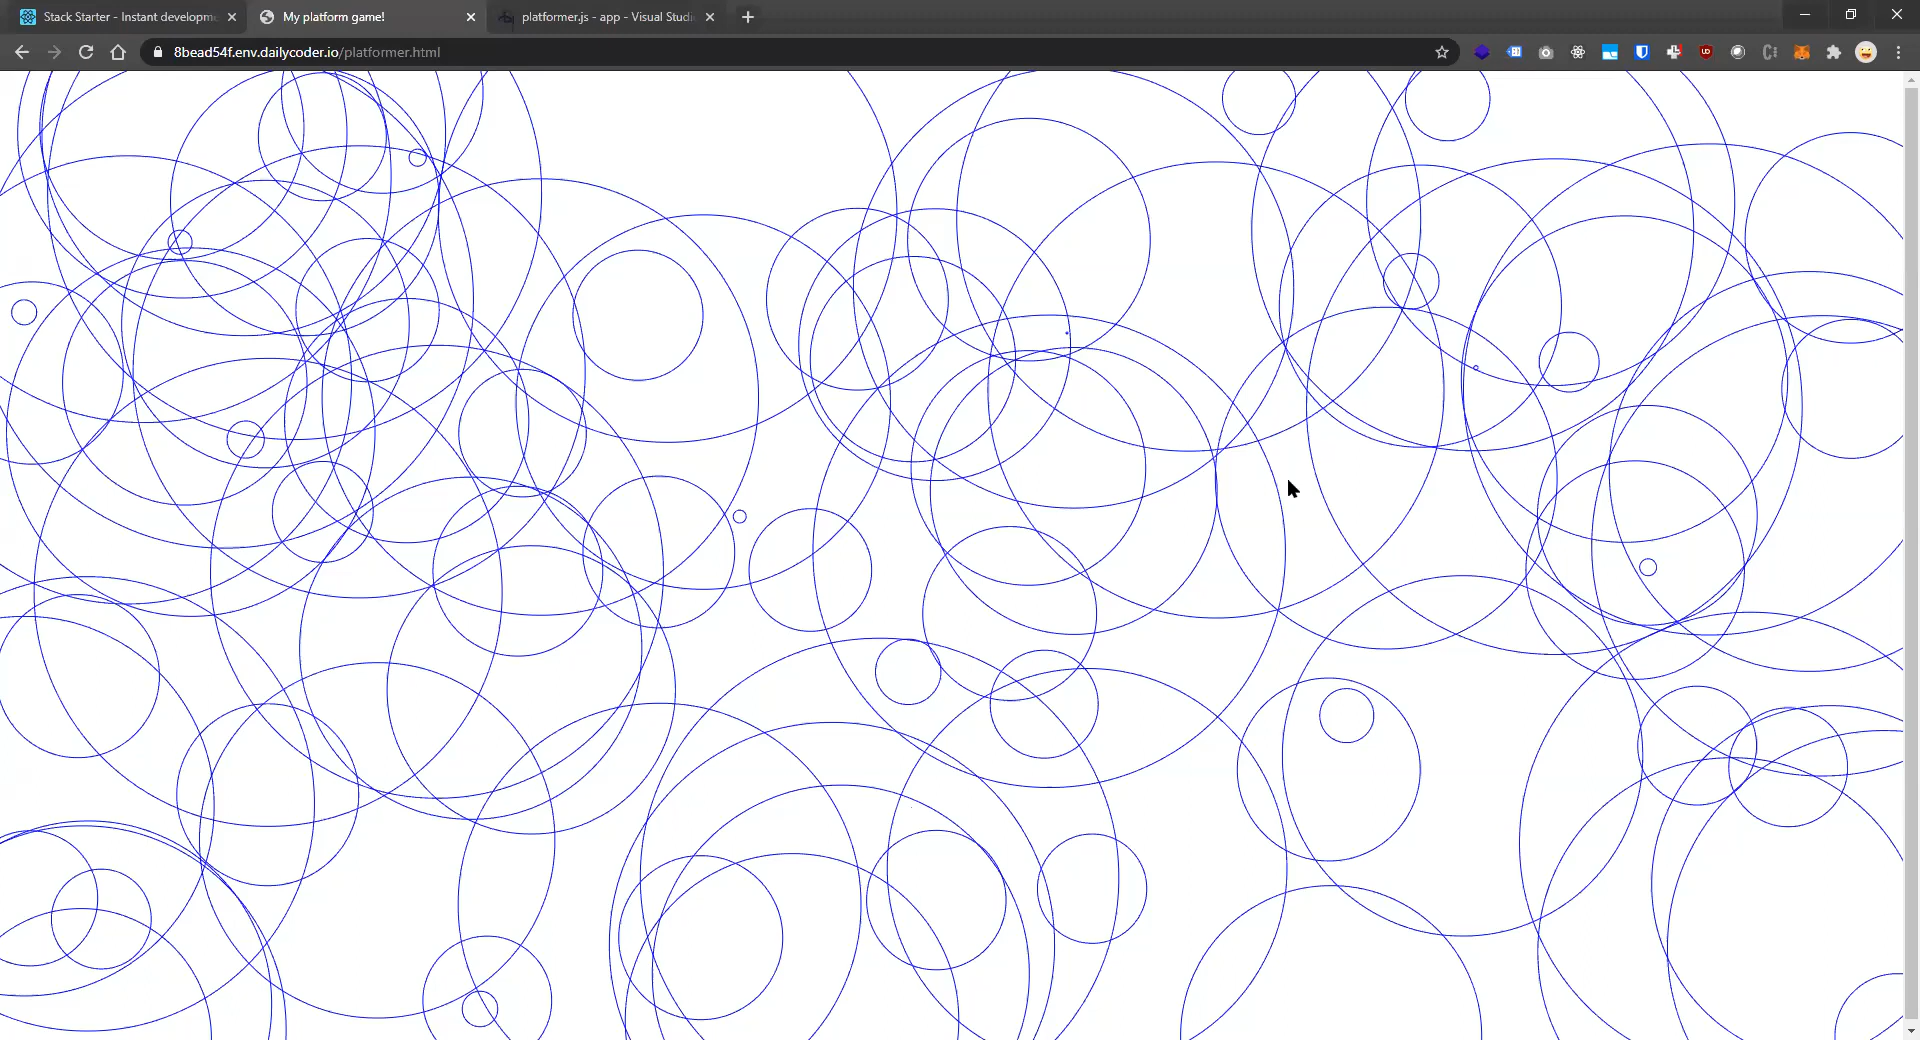 Stack Starter - Instant developme
My platform game!
platformer.js - app - Visual Studi
8bead54f.env.dailycoder.io/platformer.html